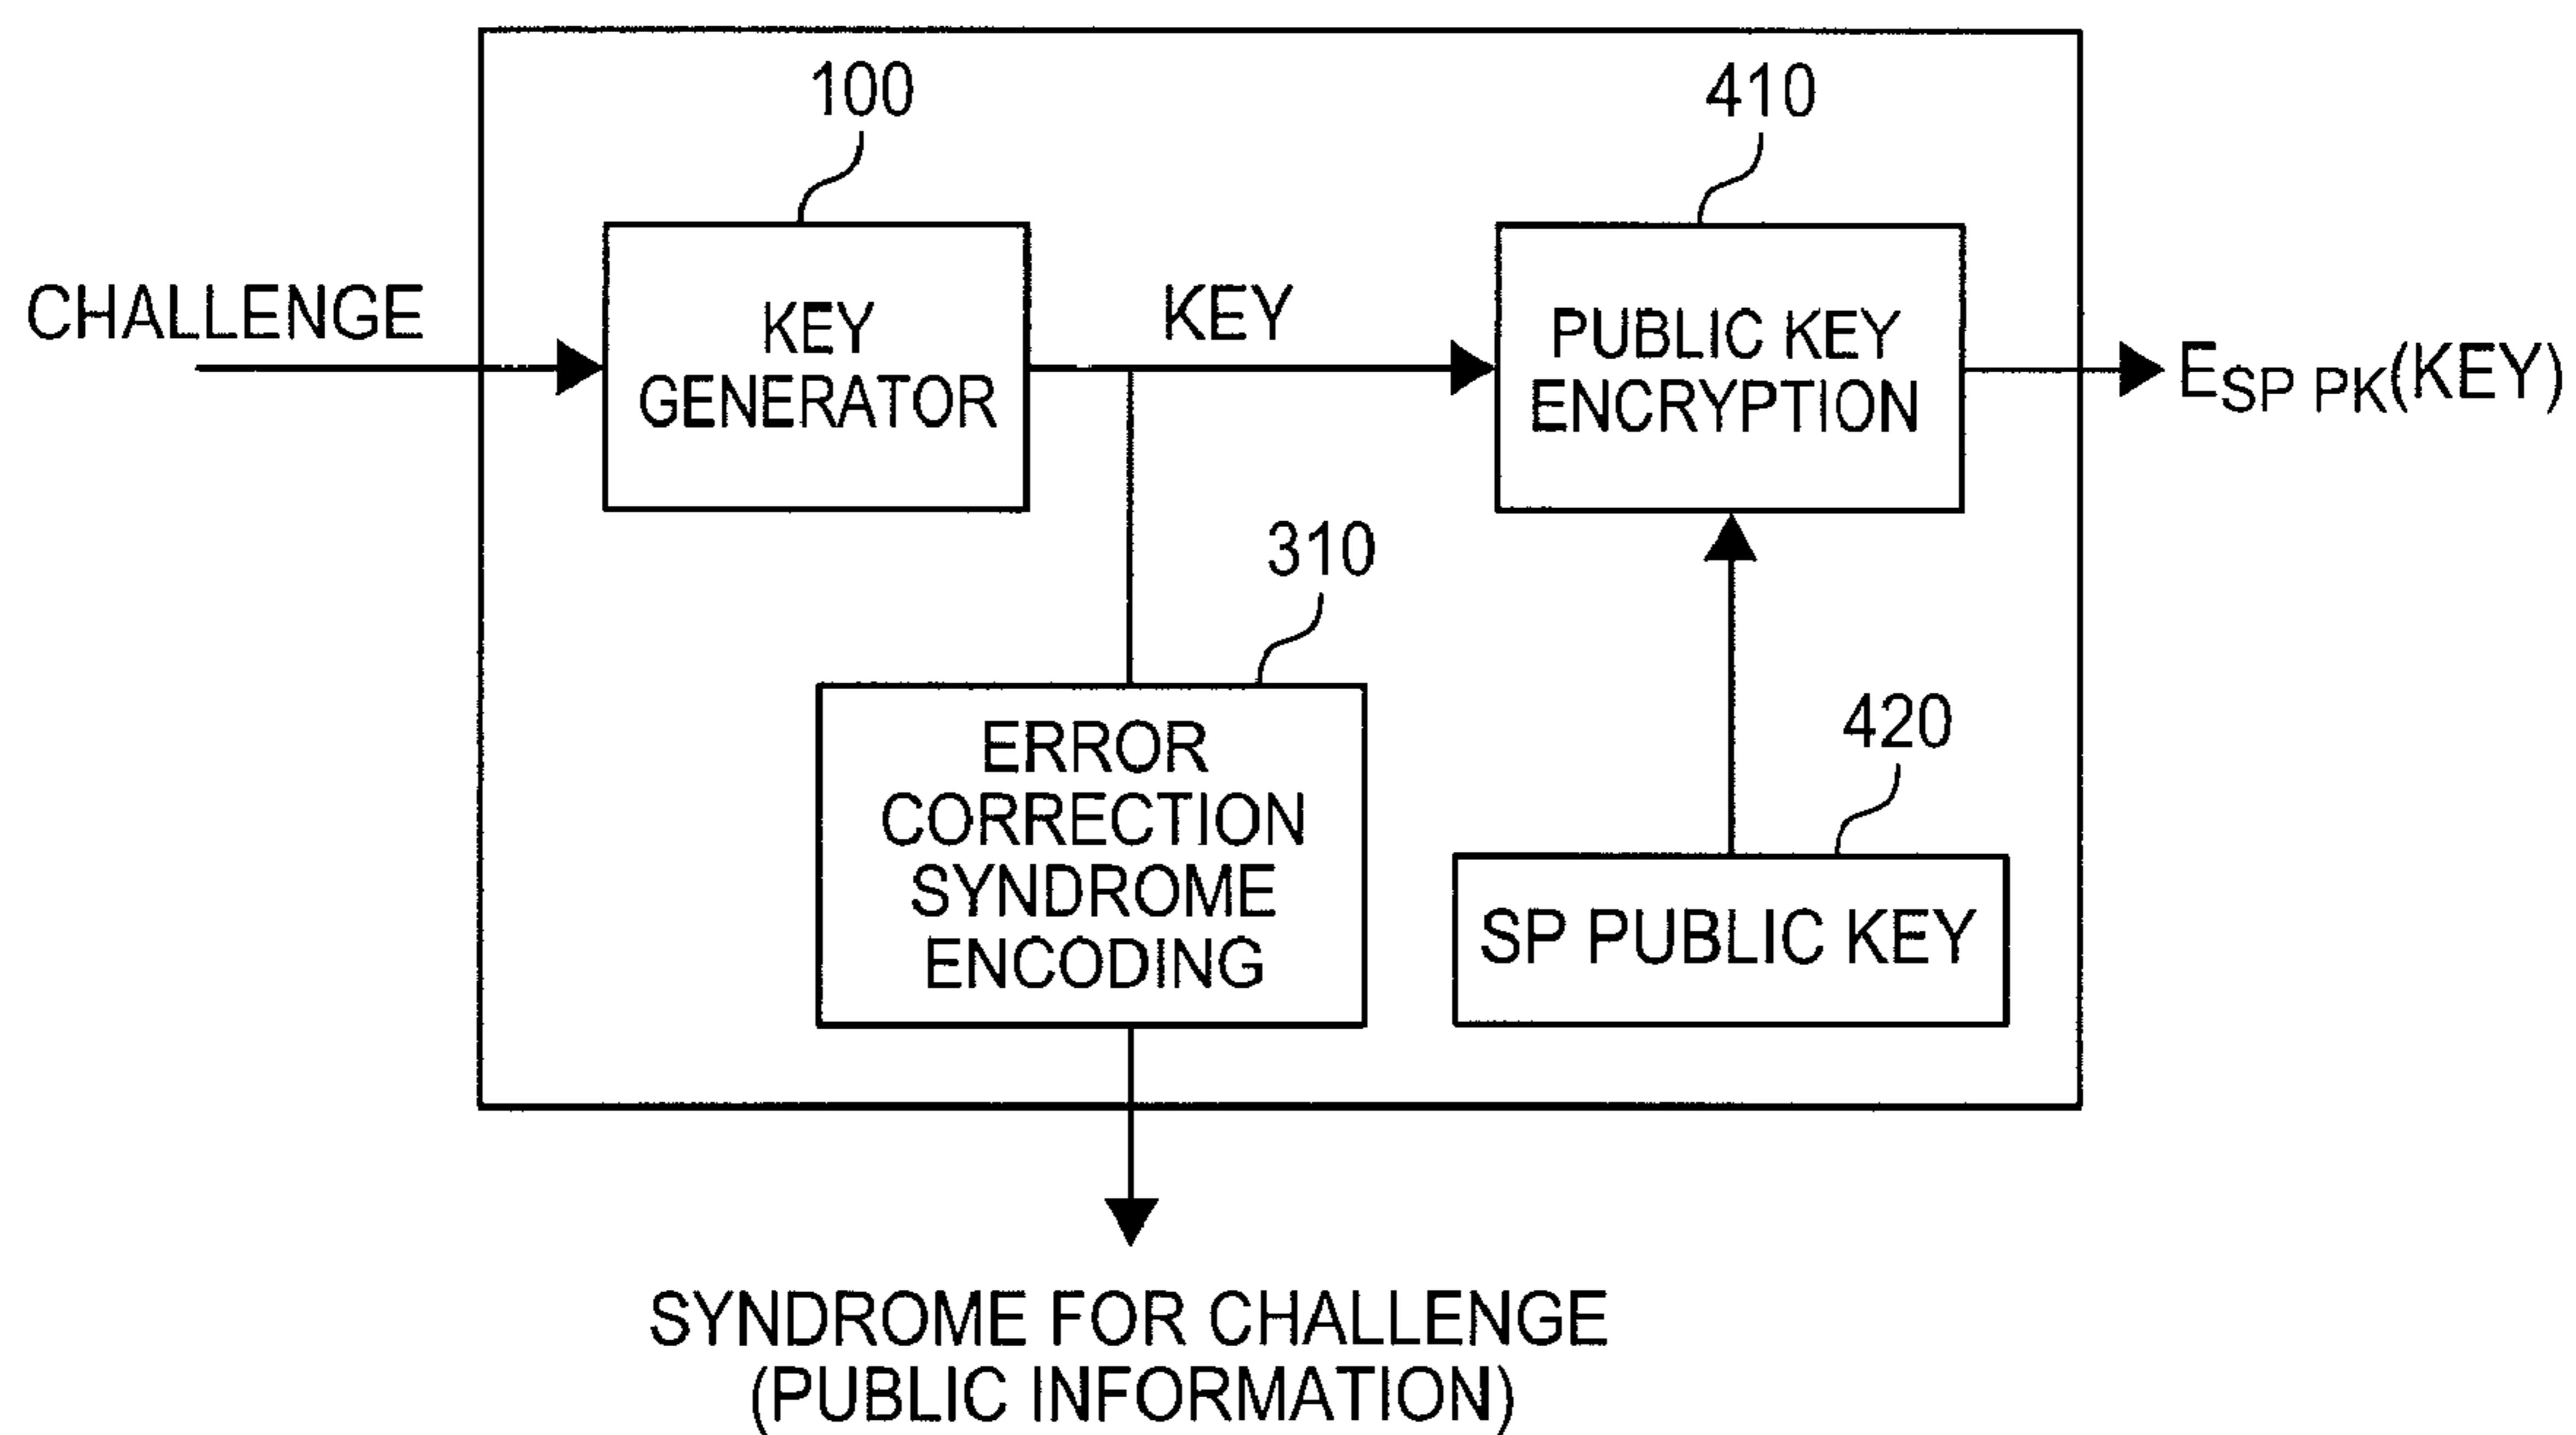 100
410
CHALLENGE
KEY
GENERATOR
KEY
PUBLIC KEY
ENCRYPTION
E_SP PK(KEY)
310
ERROR
CORRECTION
SYNDROME
ENCODING
420
SP PUBLIC KEY
SYNDROME FOR CHALLENGE
(PUBLIC INFORMATION)